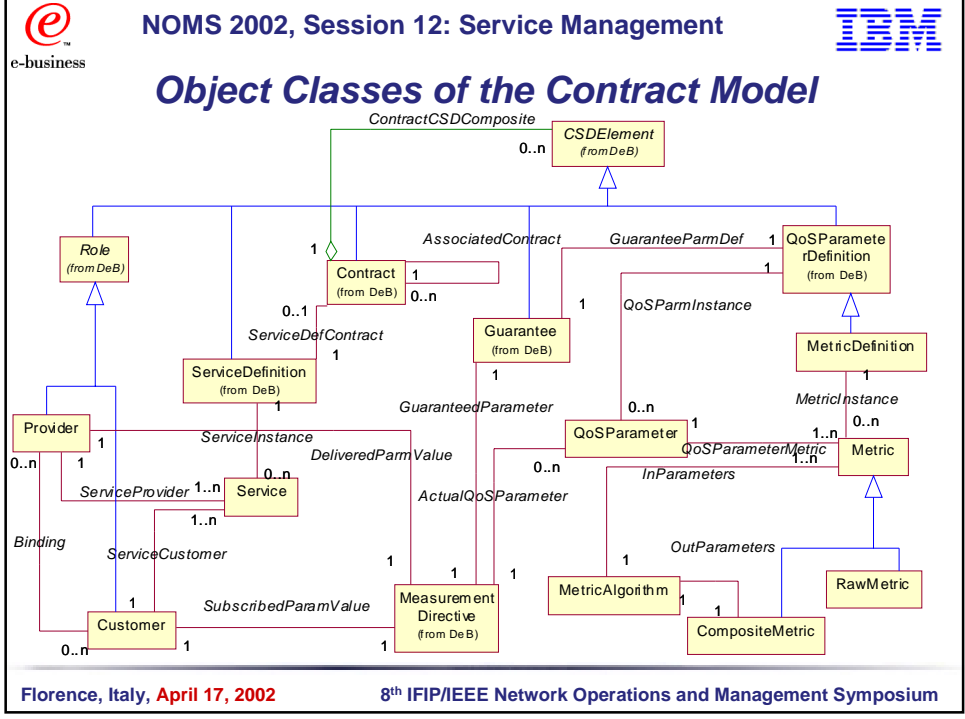 NOMS 2002, Session 12: Service Management
IBM
e
™
e-business
Object Classes of the Contract Model
ContractCSDComposite
CSDElement
(from DeB)
0..n
Role
(from DeB)
1
AssociatedContract
GuaranteeParmDef
1
QoSParamete
rDefinition
(from DeB)
1
Contract
(from DeB)
1
0..n
0..1
ServiceDefContract
1
1
QoSParmInstance
Guarantee
(from DeB)
1
MetricDefinition
1
ServiceDefinition
(from DeB)
1
GuaranteedParameter
MetricInstance
0..n
0..n
Provider
1
ServiceInstance
DeliveredParmValue
QoSParameter
1
1..n
QoSParameterMetric
1..n
Metric
0..n
1
0..n
0..n
InParameters
ServiceProvider
1..n
Service
ActualQoSParameter
1..n
Binding
ServiceCustomer
OutParameters
1
1
1
1
MetricAlgorithm
1
RawMetric
1
SubscribedParamValue
Measurement
Directive
(from DeB)
1
CompositeMetric
Customer
0..n
1
1
Florence, Italy, April 17, 2002
8th IFIP/IEEE Network Operations and Management Symposium